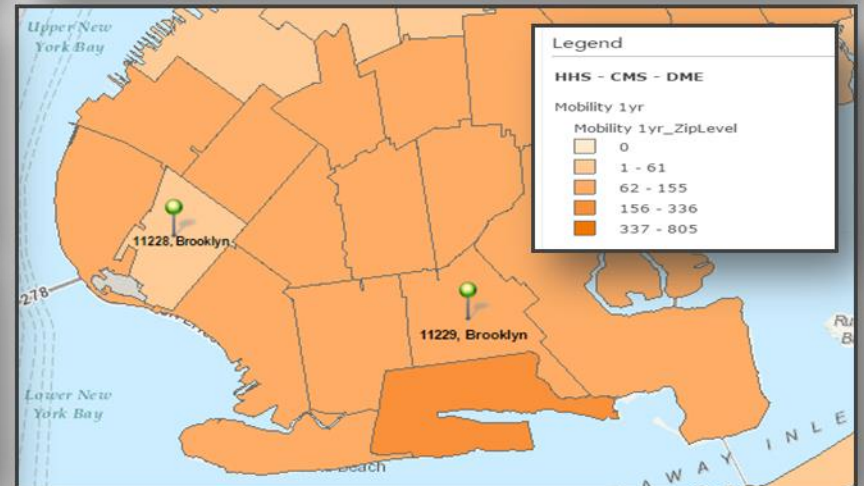 Upper New
York Bay
Legend
HHS - CMS - DME
Mobility 1yr
Mobility 1yr_ZipLevel
0
1 - 61
62 - 155
156 - 336
337 - 805
11228, Brooklyn
278
11229, Brooklyn
Lower New
York Bay
Beach
AWAY INLE